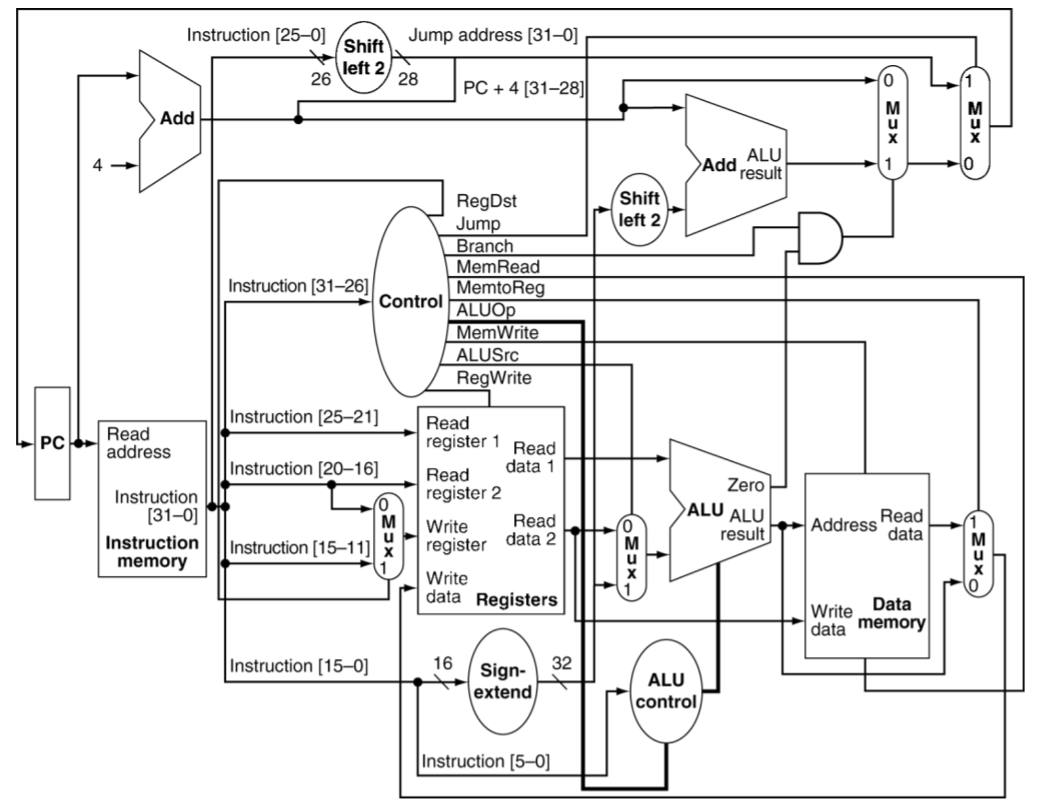 Instruction [25–0]
Shift
left 2
Jump address [31–0]
26
28
PC + 4 [31–28]
Add
4
0
M
u
x
1
1
M
u
x
0
Add
ALU
result
Shift
left 2
RegDst
Jump
Branch
MemRead
MemtoReg
ALUOp
MemWrite
ALUSrc
RegWrite
Instruction [31–26]
Control
PC
Read
address
Instruction
[31–0]
Instruction
memory
Instruction [25–21]
Instruction [20–16]
Instruction [15–11]
0
M
u
x
1
Read
register 1
Read
register 2
Write
register
Write
data
Read
data 1
Read
data 2
Registers
0
M
u
x
1
Zero
ALU
ALU
result
Address
Read
data
Write
data
Data
memory
1
M
u
x
0
Instruction [15–0]
16
Sign-
extend
32
ALU
control
Instruction [5–0]